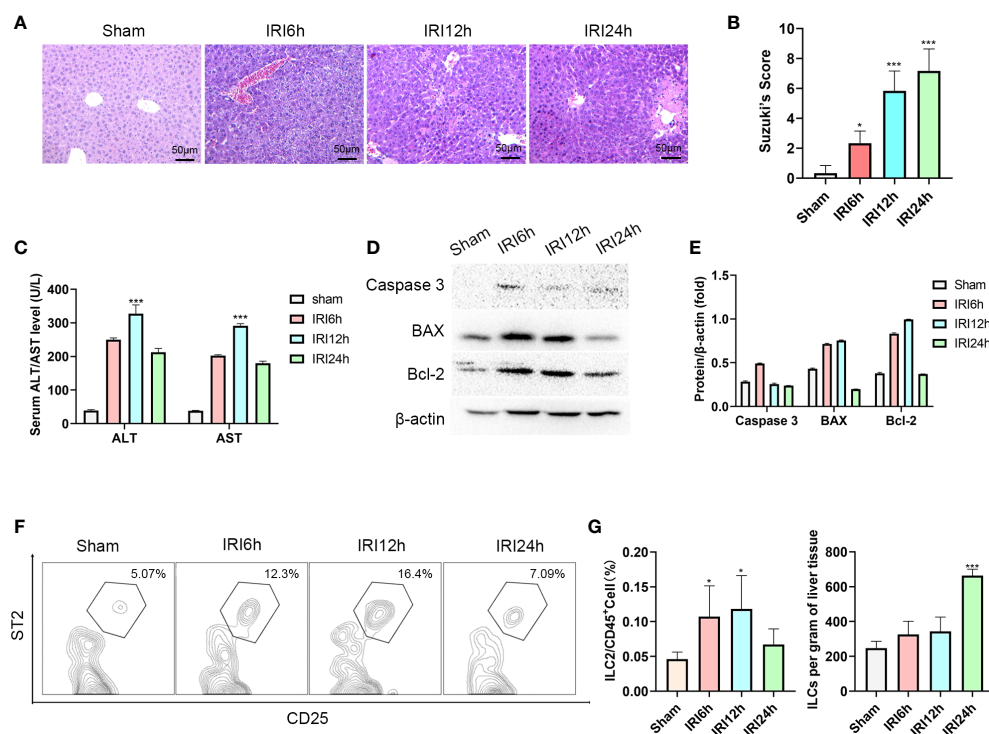 A
Sham IRI6h IRI12h IRI24h
50μm 50μm 50μm 50μm
B
Suzuki's Score
10
8
6
4
2
0
* *** ***
Sham IRI6h IRI12h IRI24h
C
Serum ALT/AST level (U/L)
400
300
200
100
0
*** ***
ALT AST
sham
IRI6h
IRI12h
IRI24h
D
Sham IRI6h IRI12h IRI24h
Caspase 3
BAX
Bcl-2
β-actin
E
Protein/β-actin (fold)
1.5
1.0
0.5
0.0
Caspase 3 BAX Bcl-2
Sham
IRI6h
IRI12h
IRI24h
F
Sham IRI6h IRI12h IRI24h
5.07% 12.3% 16.4% 7.09%
ST2
CD25
G
ILC2/CD45+Cell (%)
0.20
0.15
0.10
0.05
0.00
* *
Sham IRI6h IRI12h IRI24h
ILCs per gram of liver tissue
800
600
400
200
0
***
Sham IRI6h IRI12h IRI24h